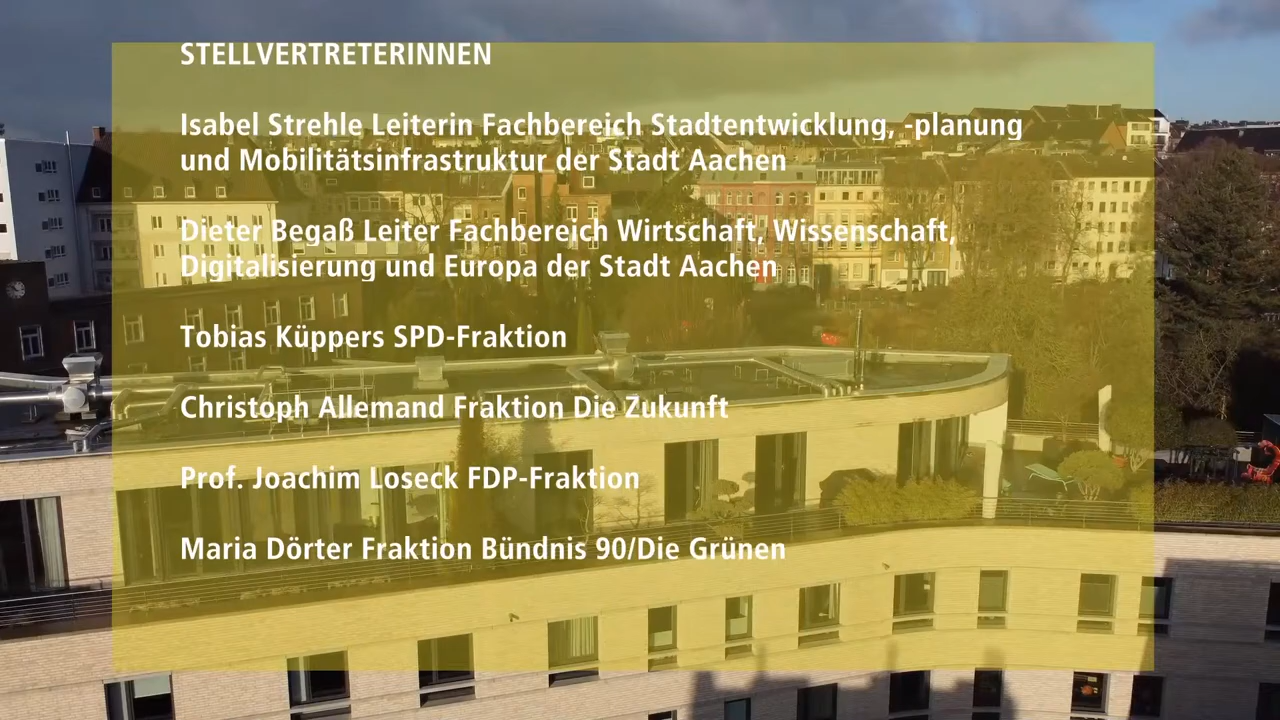 STELLVERTRETERINNEN
Isabel Strehle Leiterin Fachbereich Stadtentwicklung, -planung
und Mobilitätsinfrastruktur der Stadt Aachen
Dieter Begaß Leiter Fachbereich Wirtschaft, Wissenschaft,
Digitalisierung und Europa der Stadt Aachen
Tobias Küppers SPD-Fraktion
Christoph Allemand Fraktion Die Zukunft
Prof. Joachim Loseck FDP-Fraktion
Maria Dörter Fraktion Bündnis 90/Die Grünen